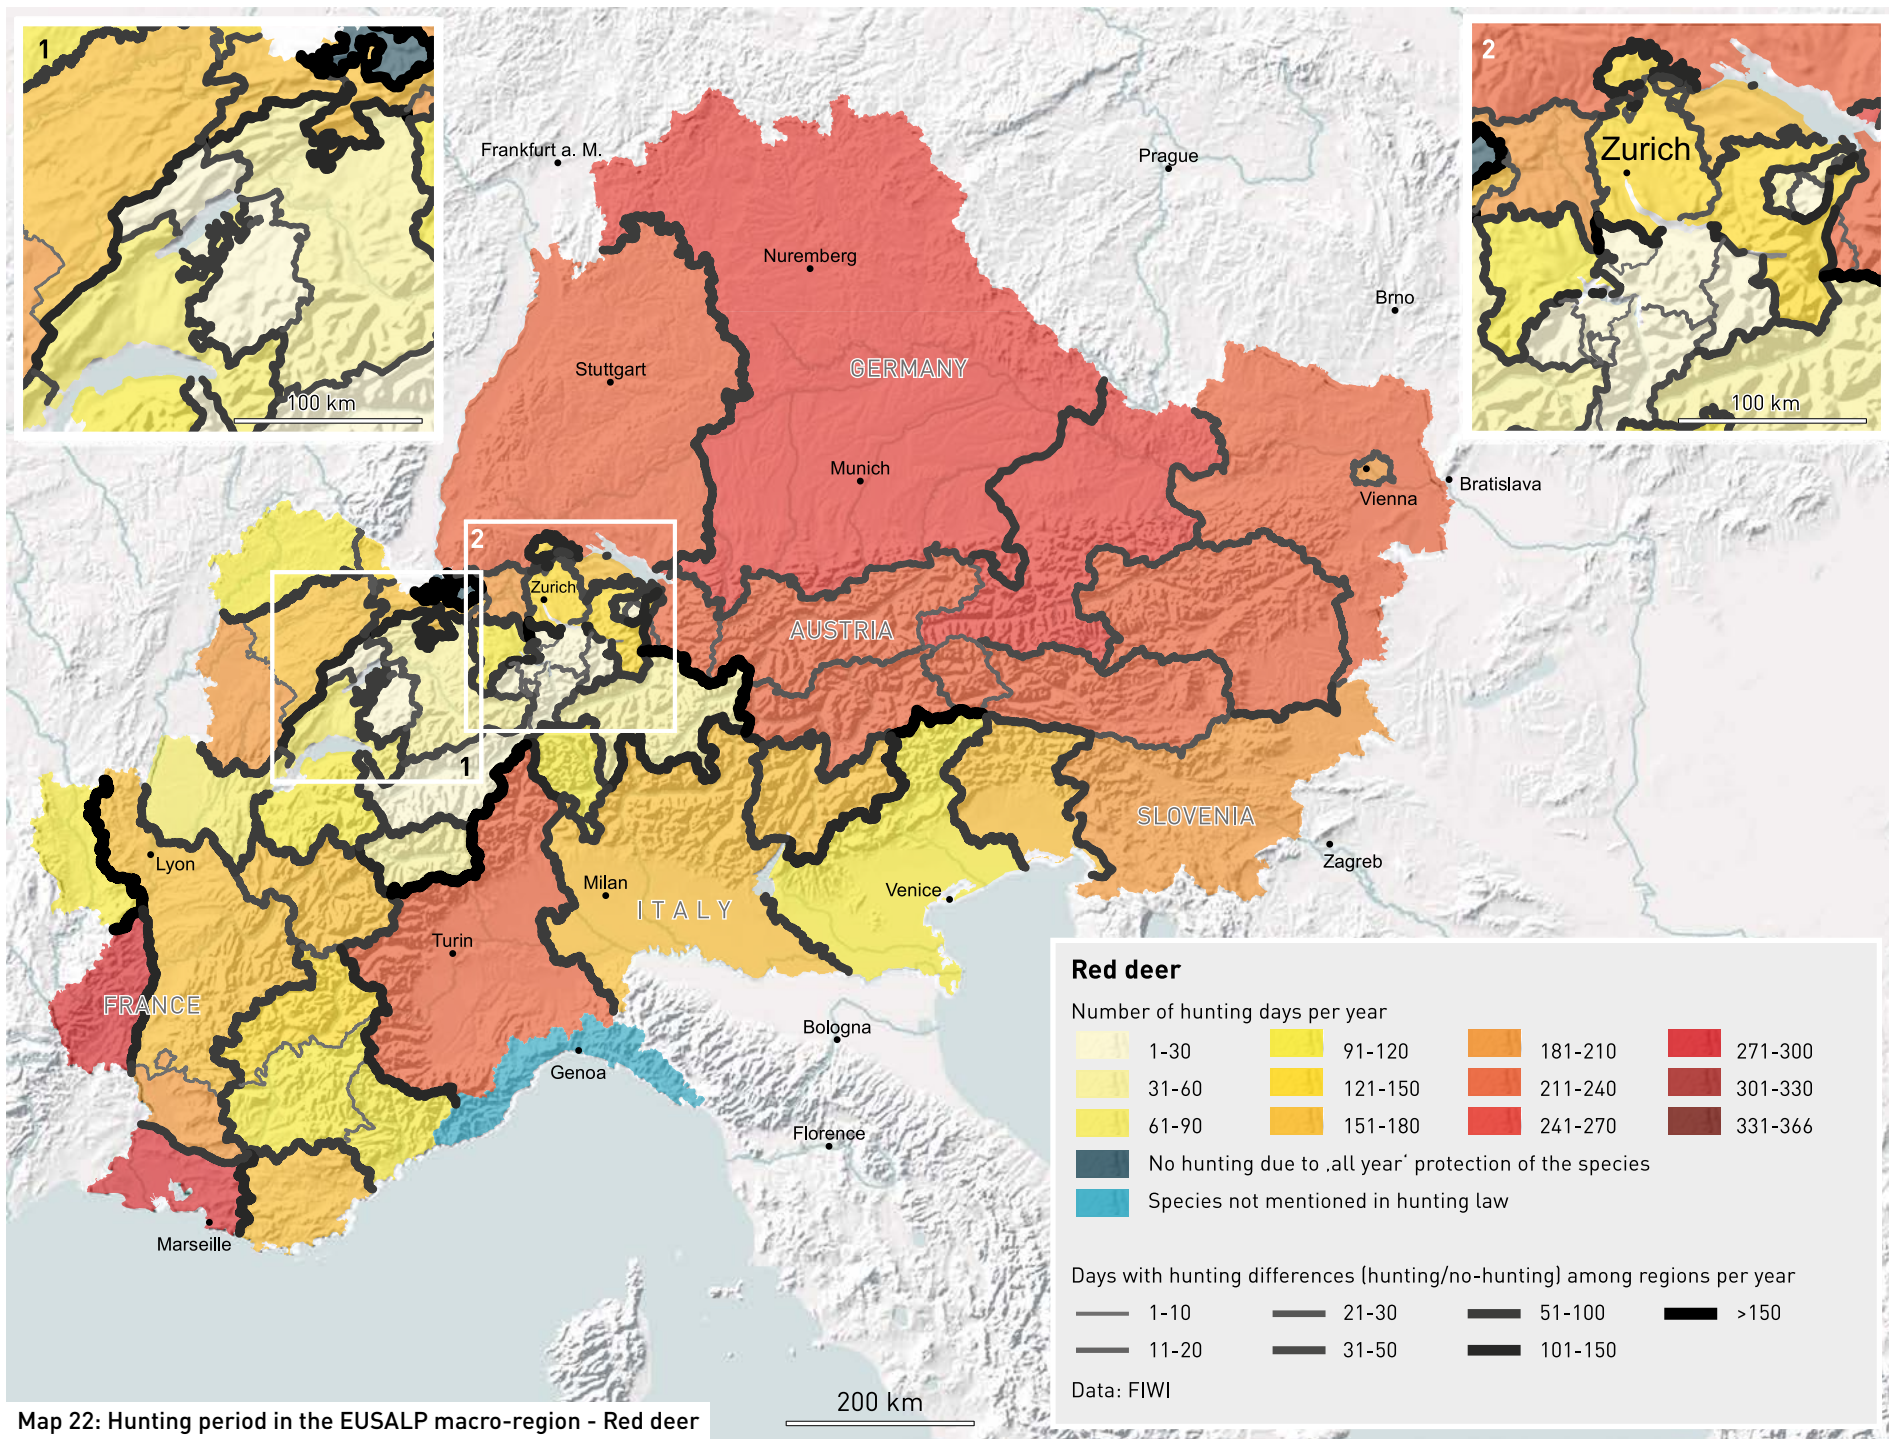 1
100 km
2
Zurich
100 km
Frankfurt a. M.
Prague
Nuremberg
Brno
Stuttgart
GERMANY
Munich
Vienna
Bratislava
2
Zurich
AUSTRIA
1
SLOVENIA
Lyon
Zagreb
Milan
Venice
ITALY
Turin
FRANCE
Bologna
Genoa
Florence
Marseille
Red deer
Number of hunting days per year
1-30
91-120
181-210
271-300
31-60
121-150
211-240
301-330
61-90
151-180
241-270
331-366
No hunting due to ‚all year‘ protection of the species
Species not mentioned in hunting law
Days with hunting differences (hunting/no-hunting) among regions per year
1-10
21-30
51-100
>150
11-20
31-50
101-150
Data: FIWI
200 km
Map 22: Hunting period in the EUSALP macro-region - Red deer